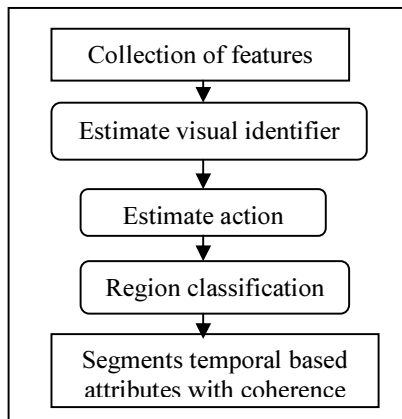 Collection of features
Estimate visual identifier
Estimate action
Region classification
Segments temporal based
attributes with coherence